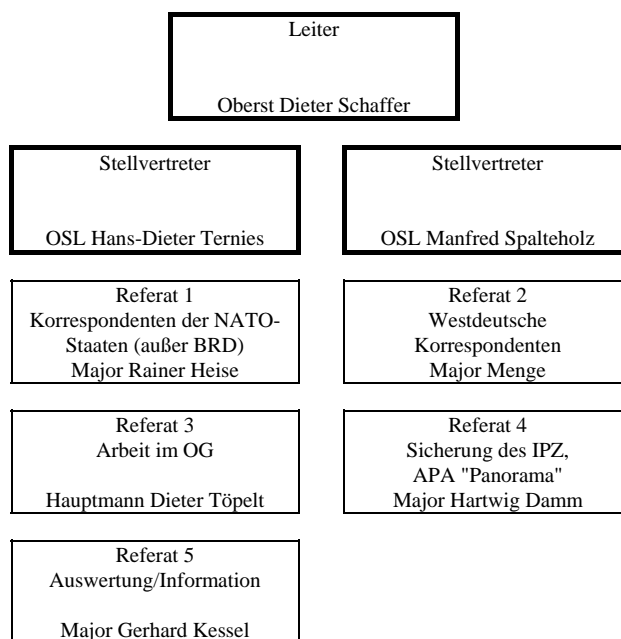 Leiter
Oberst Dieter Schaffer
Stellvertreter
OSL Hans-Dieter Ternies
Stellvertreter
OSL Manfred Spalteholz
Referat 1
Korrespondenten der NATO-
Staaten (außer BRD)
Major Rainer Heise
Referat 2
Westdeutsche
Korrespondenten
Major Menge
Referat 3
Arbeit im OG
Hauptmann Dieter Töpelt
Referat 4
Sicherung des IPZ,
APA "Panorama"
Major Hartwig Damm
Referat 5
Auswertung/Information
Major Gerhard Kessel